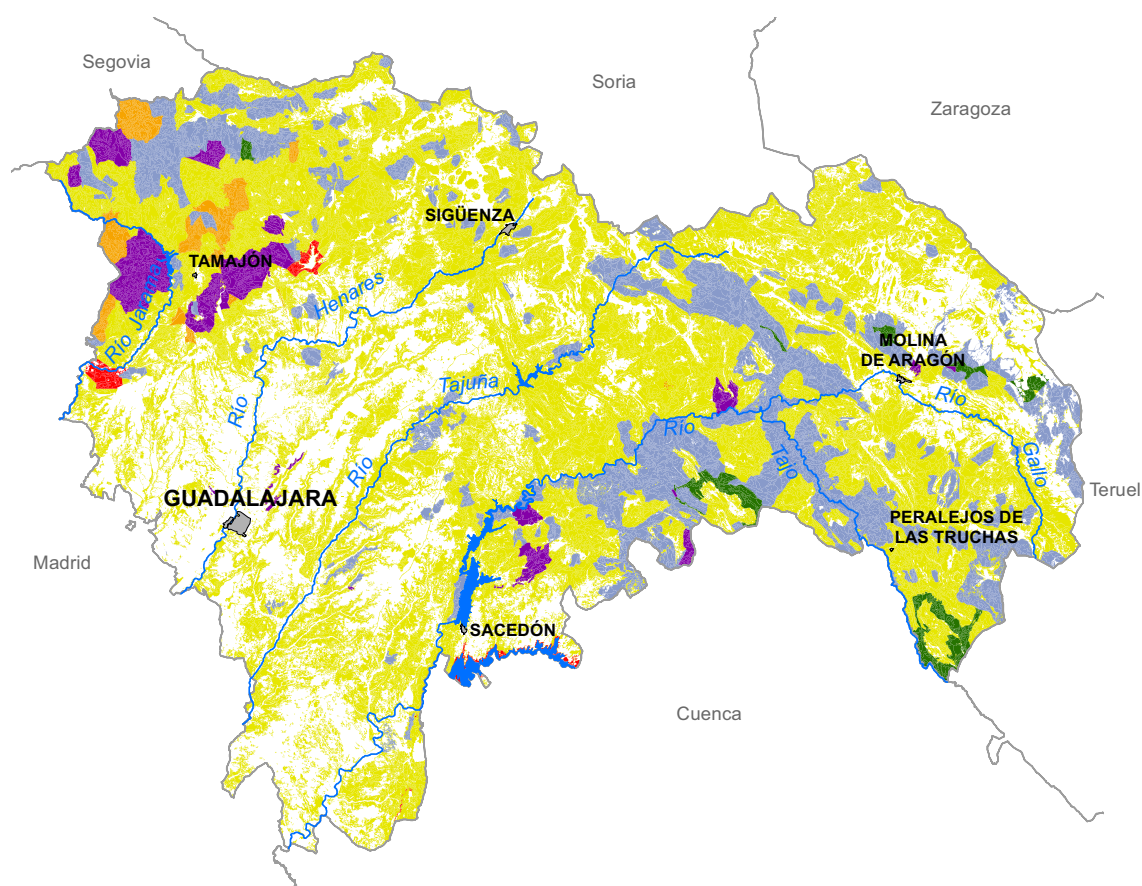 Segovia
Soria
Zaragoza
SIGÜENZA
TAMAJÓN
Río Jarama
Henares
Río
MOLINA
DE ARAGÓN
Tajuña
Río
Río
Río
Gallo
Tajo
Teruel
GUADALAJARA
PERALEJOS DE
LAS TRUCHAS
Madrid
SACEDÓN
Cuenca